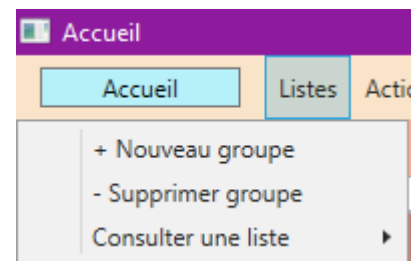 Accueil
Accueil Listes
+ Nouveau groupe
- Supprimer groupe
Consulter une liste